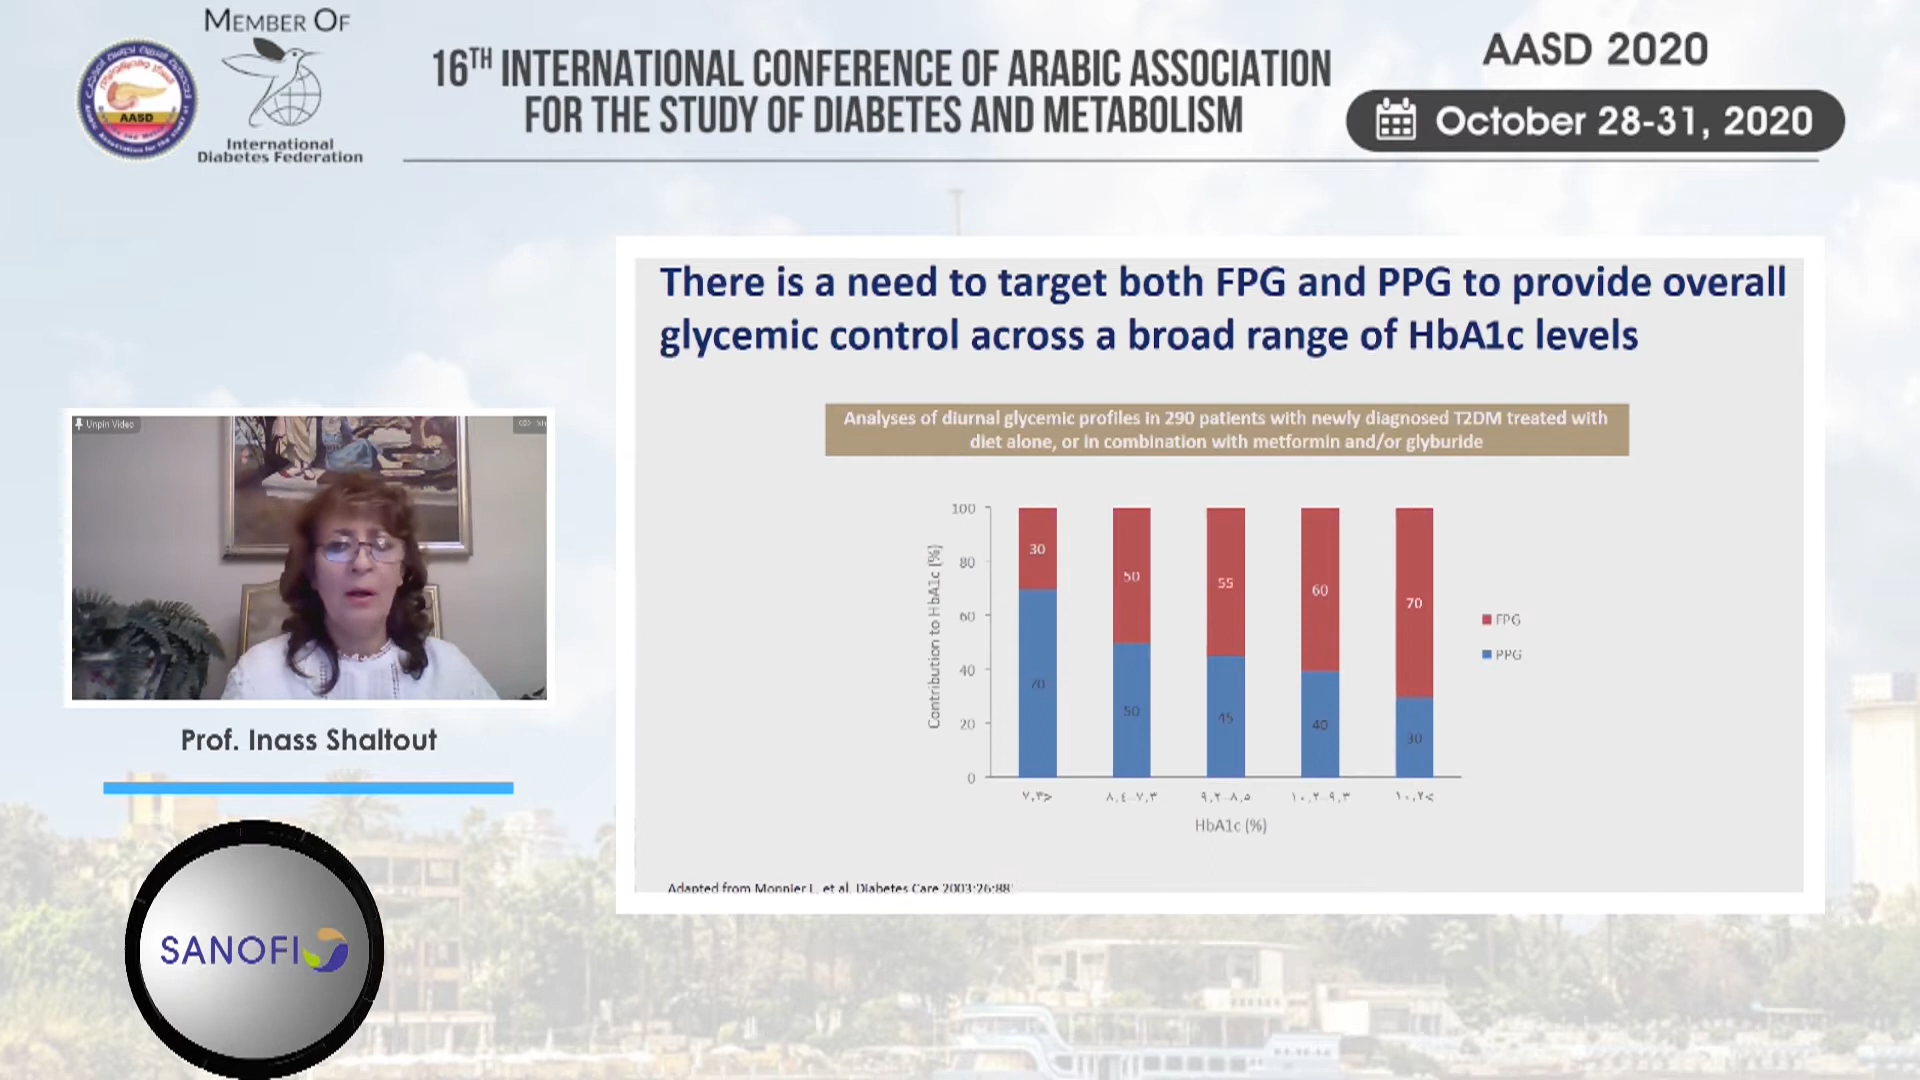 MEMBER OF
International
Diabetes Federation
AASD
16TH INTERNATIONAL CONFERENCE OF ARABIC ASSOCIATION
FOR THE STUDY OF DIABETES AND METABOLISM
AASD 2020
October 28-31, 2020
There is a need to target both FPG and PPG to provide overall
glycemic control across a broad range of HbA1c levels
Analyses of diurnal glycemic profiles in 290 patients with newly diagnosed T2DM treated with
diet alone, or in combination with metformin and/or glyburide
Contribution to HbA1c (%)
100
80
60
40
20
0
30
50
55
60
70
70
50
45
40
30
FPG
PPG
٧,٣>
٨,٤–٧,٣
٩,٢–٨,٥
١٠,٢–٩,٣
١٠,٢<
HbA1c (%)
Adapted from Monnier L, et al. Diabetes Care 2003;26:88
Unpin Video
Prof. Inass Shaltout
SANOFI